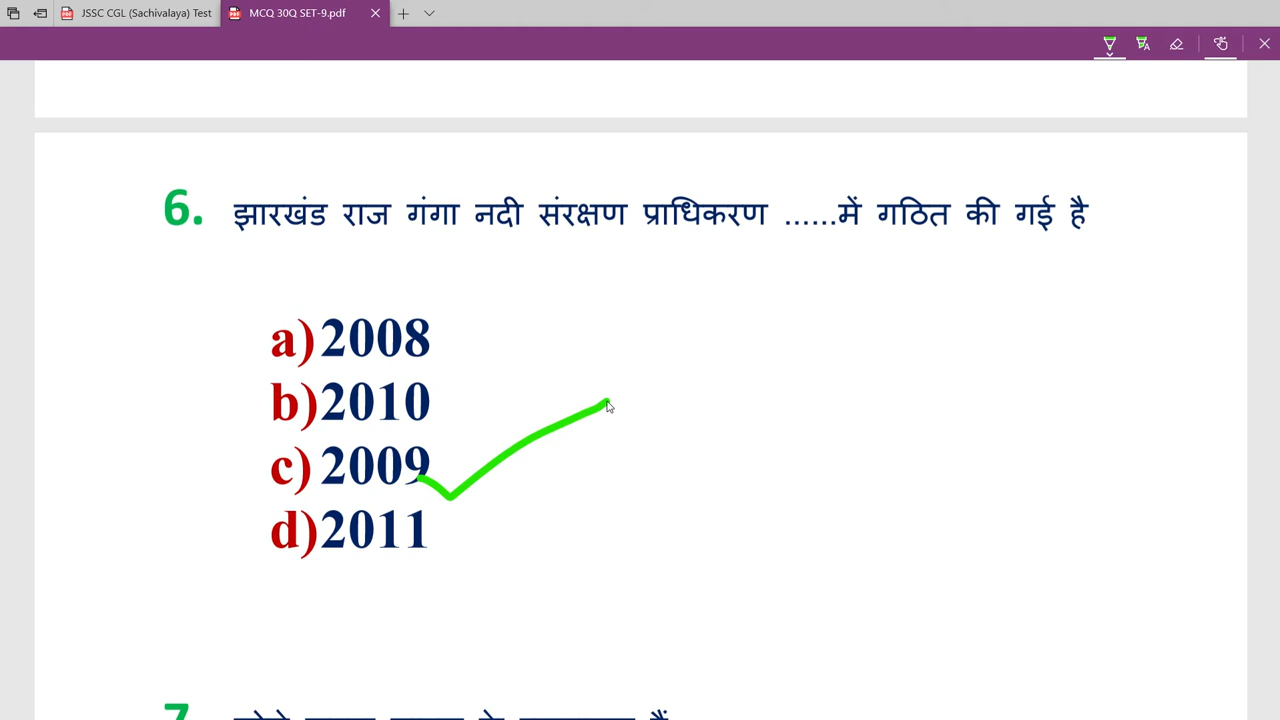 JSSC CGL (Sachivalaya) Test
MCQ 30Q SET-9.pdf
6. झारखंड राज गंगा नदी संरक्षण प्राधिकरण ......में गठित की गई है
a) 2008
b) 2010
c) 2009
d) 2011
7.